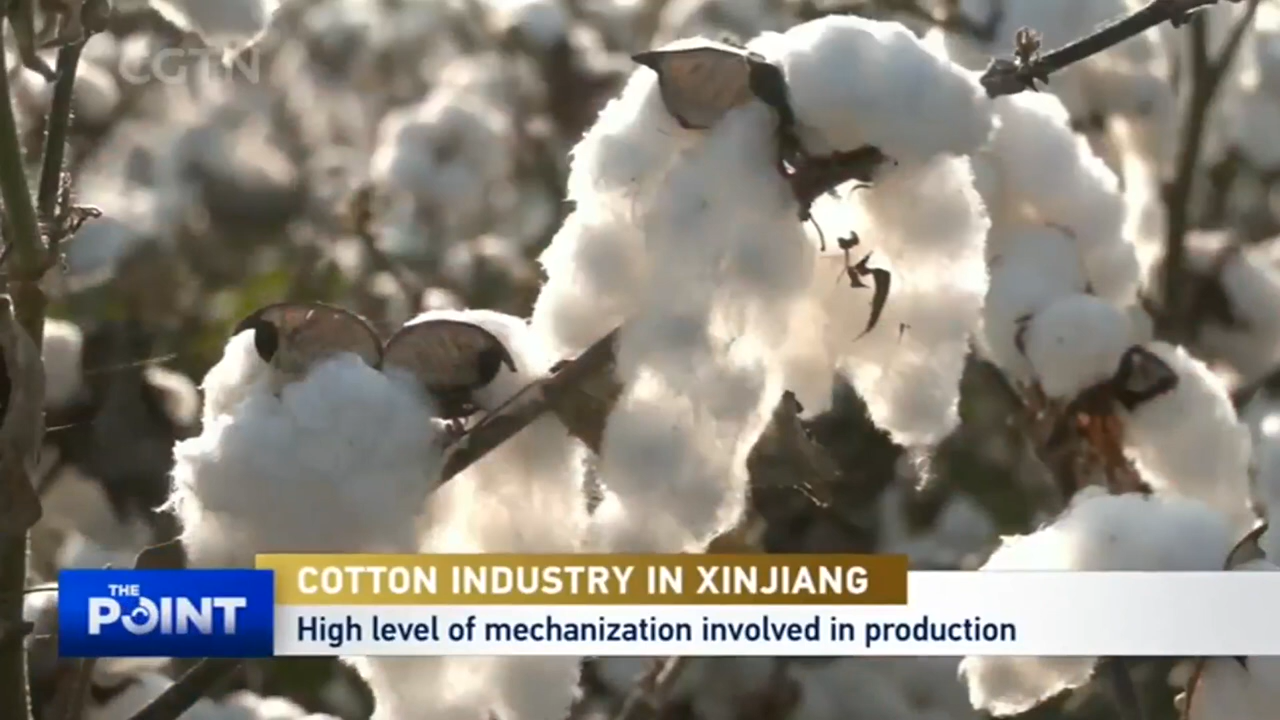 CGTN
COTTON INDUSTRY IN XINJIANG
THE
POINT
High level of mechanization involved in production